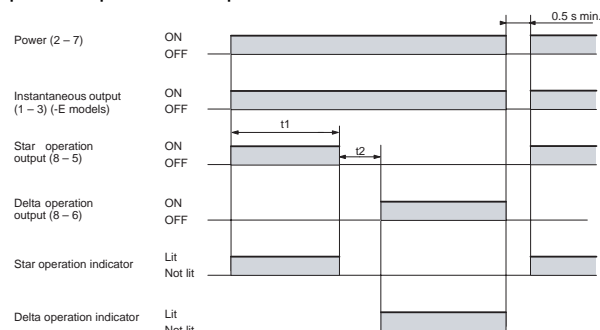 0.5 s min.
Power (2 – 7)
ON
OFF
Instantaneous output
(1 – 3) (-E models)
ON
OFF
t1
Star operation
output (8 – 5)
ON
OFF
t2
Delta operation
output (8 – 6)
ON
OFF
Star operation indicator
Lit
Not lit
Delta operation indicator
Lit
Not lit